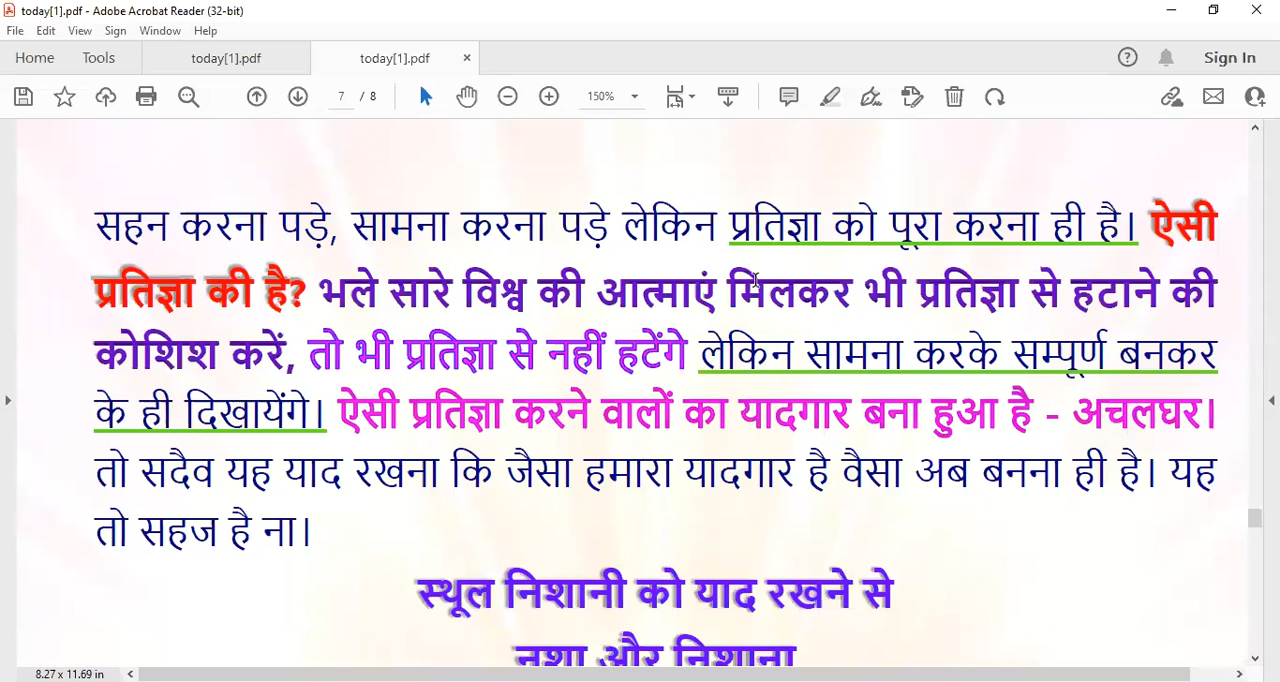 today[1].pdf - Adobe Acrobat Reader (32-bit)
File Edit View Sign Window Help
Home Tools today[1].pdf today[1].pdf × Sign In
7 / 8 150%
सहन करना पड़े, सामना करना पड़े लेकिन प्रतिज्ञा को पूरा करना ही है। ऐसी
प्रतिज्ञा की है? भले सारे विश्व की आत्माएं मिलकर भी प्रतिज्ञा से हटाने की
कोशिश करें, तो भी प्रतिज्ञा से नहीं हटेंगे लेकिन सामना करके सम्पूर्ण बनकर
के ही दिखायेंगे। ऐसी प्रतिज्ञा करने वालों का यादगार बना हुआ है - अचलघर।
तो सदैव यह याद रखना कि जैसा हमारा यादगार है वैसा अब बनना ही है। यह
तो सहज है ना।
स्थूल निशानी को याद रखने से
नशा और निशाना
8.27 x 11.69 in